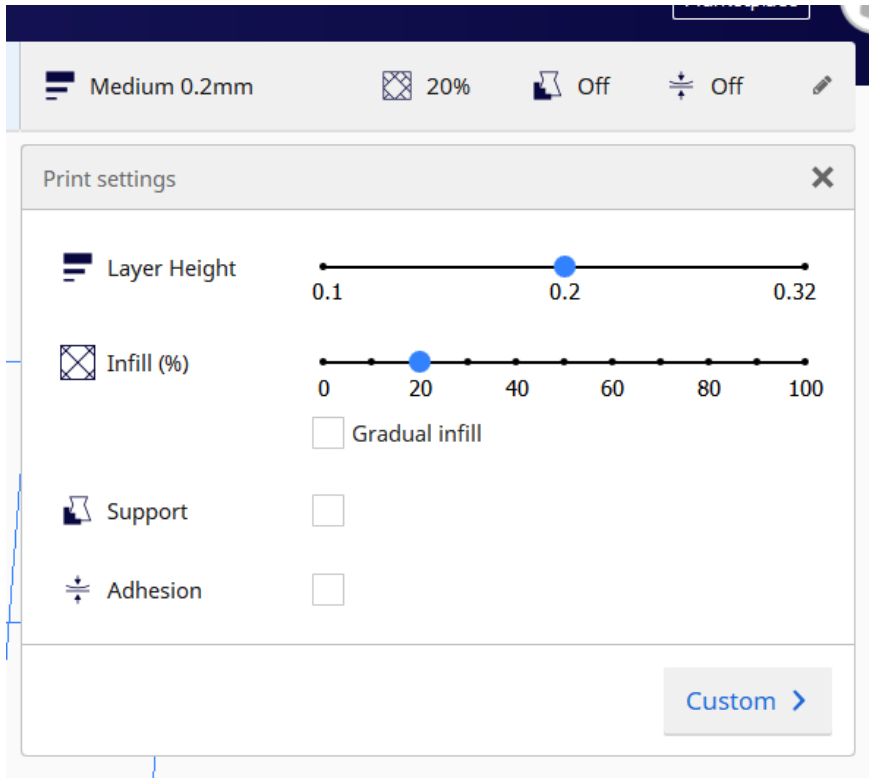 Medium 0.2mm 20% Off Off
Print settings
Layer Height
0.1 0.2 0.32
Infill (%)
0 20 40 60 80 100
Gradual infill
Support
Adhesion
Custom